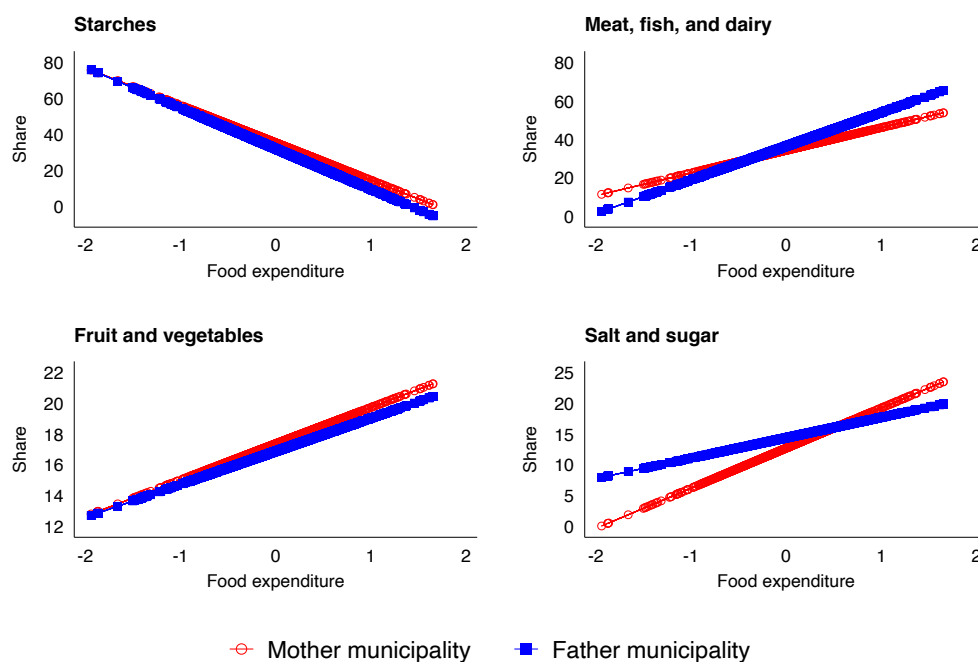 Starches
80
60
40
20
0
Share
-2 -1 0 1 2
Food expenditure
Meat, fish, and dairy
80
60
40
20
0
Share
-2 -1 0 1 2
Food expenditure
Fruit and vegetables
22
20
18
16
14
12
Share
-2 -1 0 1 2
Food expenditure
Salt and sugar
25
20
15
10
5
0
Share
-2 -1 0 1 2
Food expenditure
Mother municipality Father municipality